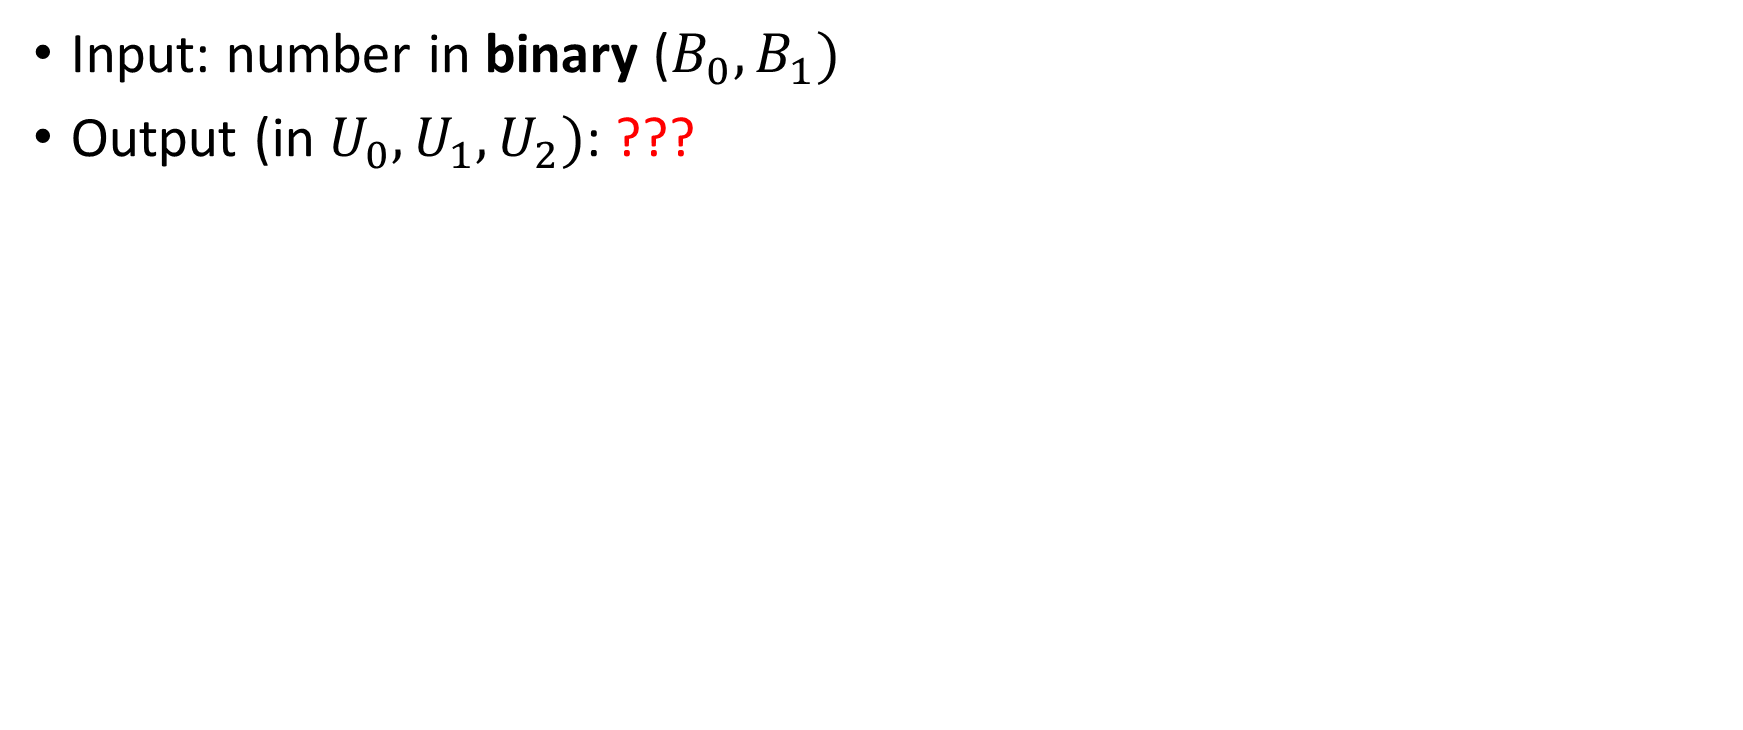 • Input: number in binary (B₀, B₁)
• Output (in U₀, U₁, U₂): ???